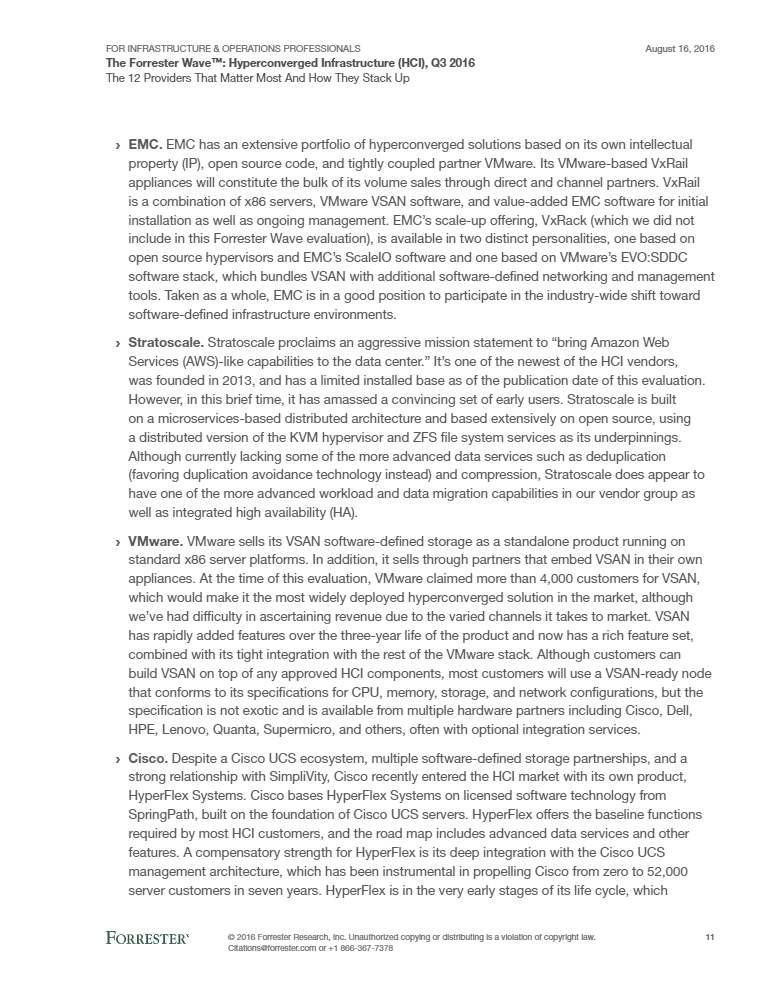 FOR INFRASTRUCTURE & OPERATIONS PROFESSIONALS
August 16, 2016
The Forrester Wave™: Hyperconverged Infrastructure (HCI), Q3 2016
The 12 Providers That Matter Most And How They Stack Up
› EMC. EMC has an extensive portfolio of hyperconverged solutions based on its own intellectual
property (IP), open source code, and tightly coupled partner VMware. Its VMware-based VxRail
appliances will constitute the bulk of its volume sales through direct and channel partners. VxRail
is a combination of x86 servers, VMware VSAN software, and value-added EMC software for initial
installation as well as ongoing management. EMC's scale-up offering, VxRack (which we did not
include in this Forrester Wave evaluation), is available in two distinct personalities, one based on
open source hypervisors and EMC's ScaleIO software and one based on VMware's EVO:SDDC
software stack, which bundles VSAN with additional software-defined networking and management
tools. Taken as a whole, EMC is in a good position to participate in the industry-wide shift toward
software-defined infrastructure environments.
› Stratoscale. Stratoscale proclaims an aggressive mission statement to “bring Amazon Web
Services (AWS)-like capabilities to the data center.” It's one of the newest of the HCI vendors,
was founded in 2013, and has a limited installed base as of the publication date of this evaluation.
However, in this brief time, it has amassed a convincing set of early users. Stratoscale is built
on a microservices-based distributed architecture and based extensively on open source, using
a distributed version of the KVM hypervisor and ZFS file system services as its underpinnings.
Although currently lacking some of the more advanced data services such as deduplication
(favoring duplication avoidance technology instead) and compression, Stratoscale does appear to
have one of the more advanced workload and data migration capabilities in our vendor group as
well as integrated high availability (HA).
› VMware. VMware sells its VSAN software-defined storage as a standalone product running on
standard x86 server platforms. In addition, it sells through partners that embed VSAN in their own
appliances. At the time of this evaluation, VMware claimed more than 4,000 customers for VSAN,
which would make it the most widely deployed hyperconverged solution in the market, although
we've had difficulty in ascertaining revenue due to the varied channels it takes to market. VSAN
has rapidly added features over the three-year life of the product and now has a rich feature set,
combined with its tight integration with the rest of the VMware stack. Although customers can
build VSAN on top of any approved HCI components, most customers will use a VSAN-ready node
that conforms to its specifications for CPU, memory, storage, and network configurations, but the
specification is not exotic and is available from multiple hardware partners including Cisco, Dell,
HPE, Lenovo, Quanta, Supermicro, and others, often with optional integration services.
› Cisco. Despite a Cisco UCS ecosystem, multiple software-defined storage partnerships, and a
strong relationship with SimpliVity, Cisco recently entered the HCI market with its own product,
HyperFlex Systems. Cisco bases HyperFlex Systems on licensed software technology from
SpringPath, built on the foundation of Cisco UCS servers. HyperFlex offers the baseline functions
required by most HCI customers, and the road map includes advanced data services and other
features. A compensatory strength for HyperFlex is its deep integration with the Cisco UCS
management architecture, which has been instrumental in propelling Cisco from zero to 52,000
server customers in seven years. HyperFlex is in the very early stages of its life cycle, which
FORRESTER
© 2016 Forrester Research, Inc. Unauthorized copying or distributing is a violation of copyright law.
Citations@forrester.com or +1 866-367-7378
11